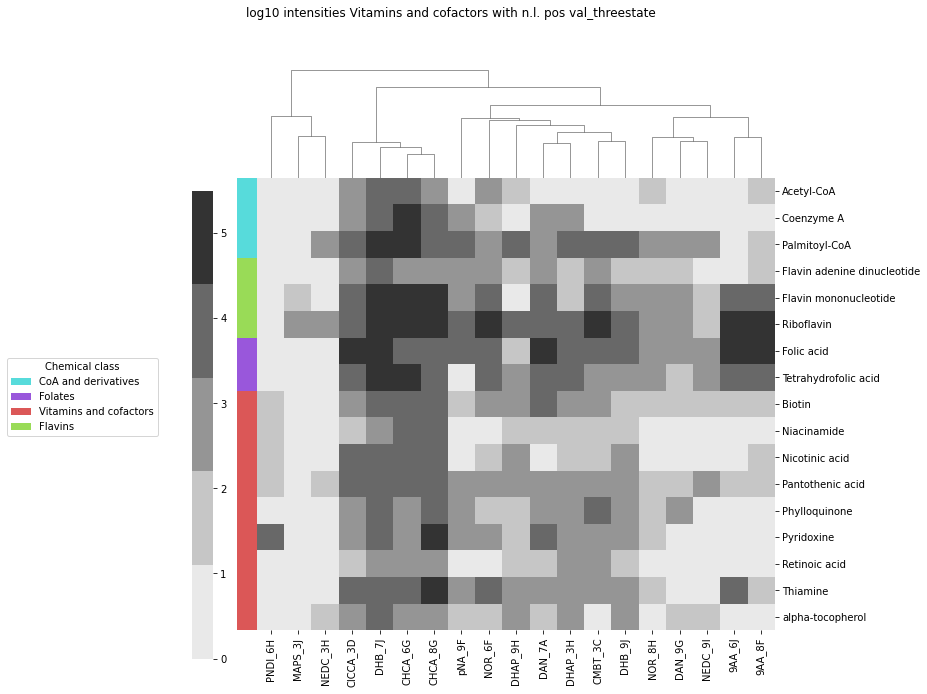 log10 intensities Vitamins and cofactors with n.l. pos val_threestate
Acetyl-CoA
Coenzyme A
Palmitoyl-CoA
Flavin adenine dinucleotide
Flavin mononucleotide
Riboflavin
Folic acid
Tetrahydrofolic acid
Biotin
Niacinamide
Nicotinic acid
Pantothenic acid
Phylloquinone
Pyridoxine
Retinoic acid
Thiamine
alpha-tocopherol
5
4
3
2
1
0
Chemical class
CoA and derivatives
Folates
Vitamins and cofactors
Flavins
PNDI_6H
MAPS_3J
NEDC_3H
CICCA_3D
DHB_7J
CHCA_6G
CHCA_8G
pNA_9F
NOR_6F
DHAP_9H
DAN_7A
DHAP_3H
CMBT_3C
DHB_9J
NOR_8H
DAN_9G
NEDC_9I
9AA_6J
9AA_8F